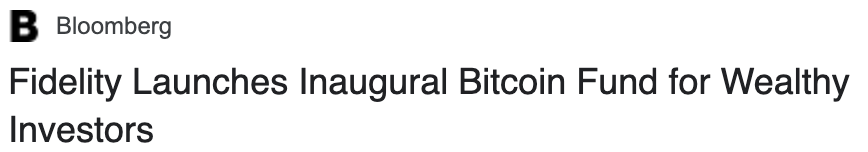 B Bloomberg
Fidelity Launches Inaugural Bitcoin Fund for Wealthy
Investors